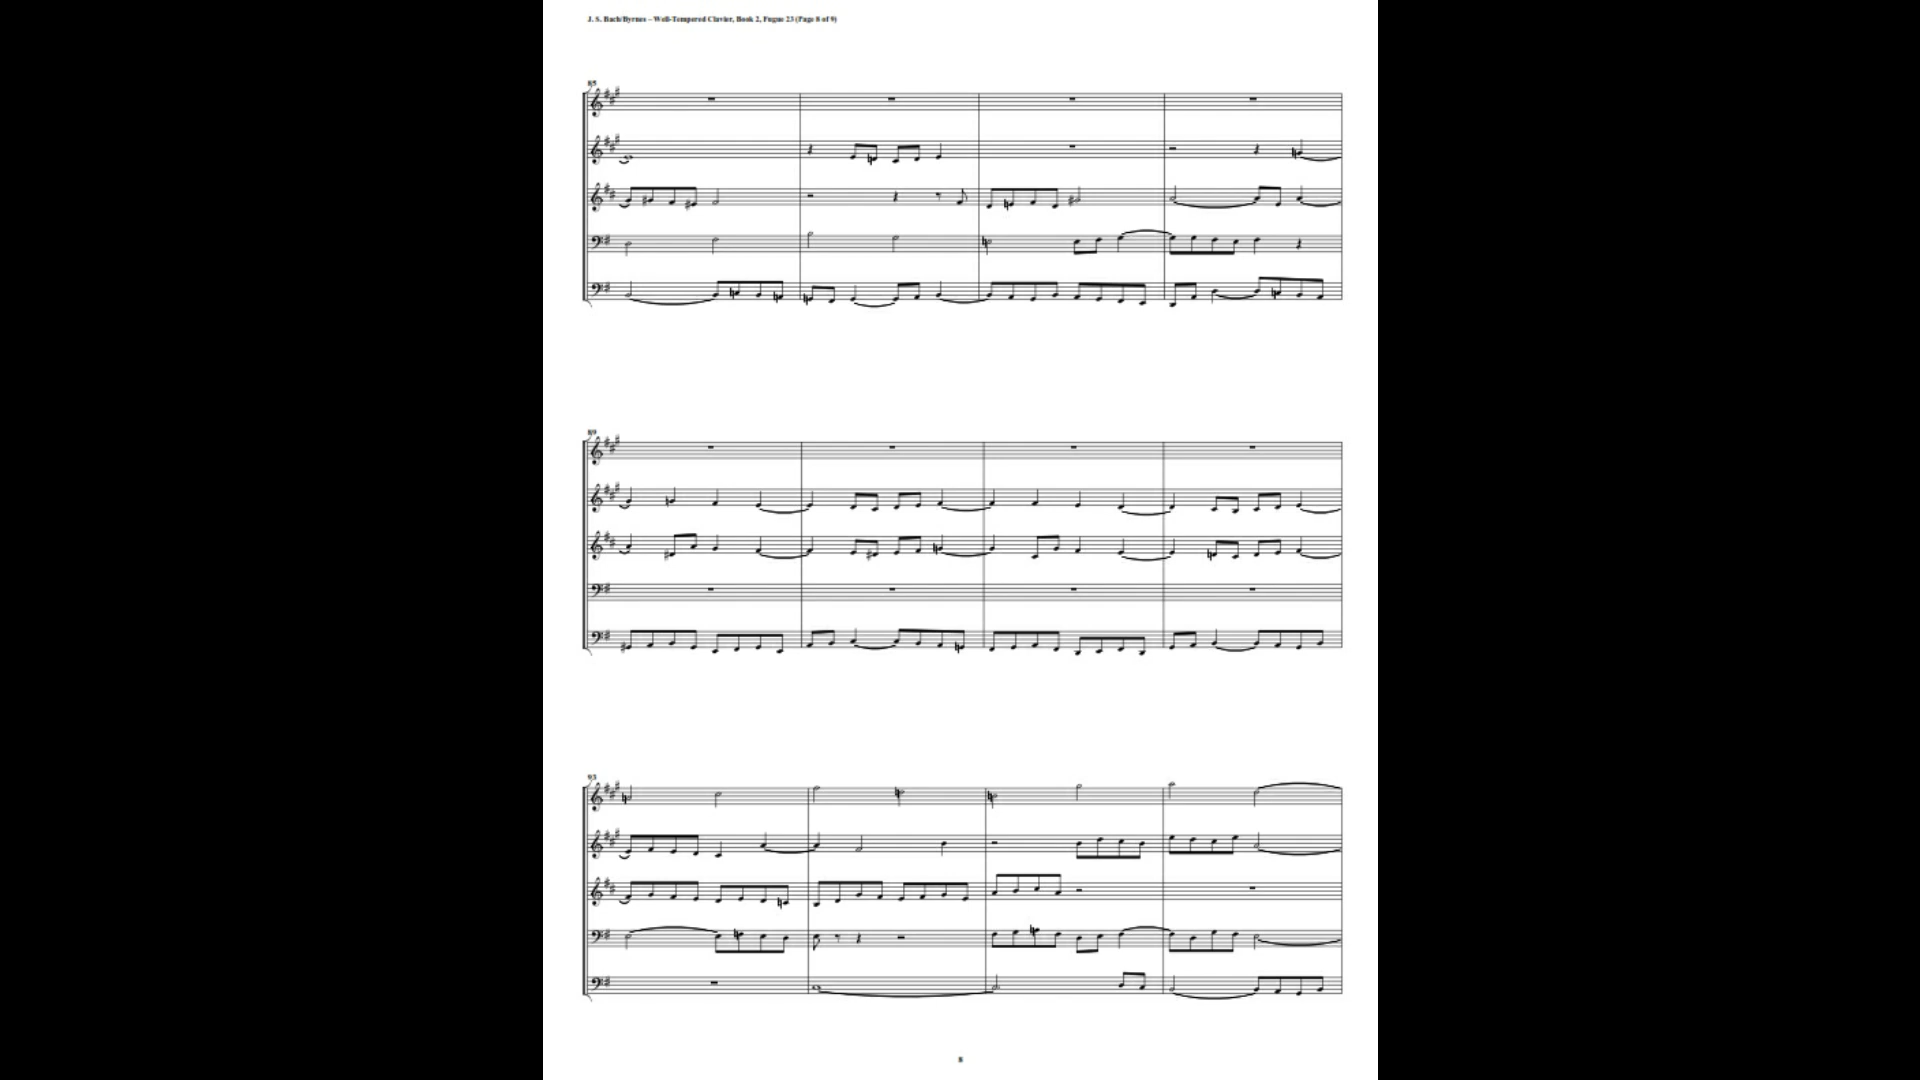 J. S. Bach/Byrnes – Well-Tempered Clavier, Book 2, Fugue 23 (Page 8 of 9)
85
89
93
8